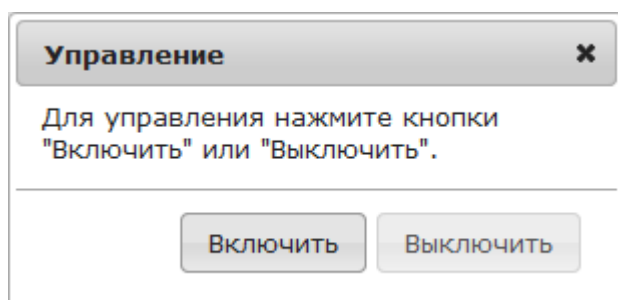 Управление
Для управления нажмите кнопки
"Включить" или "Выключить".
Включить Выключить